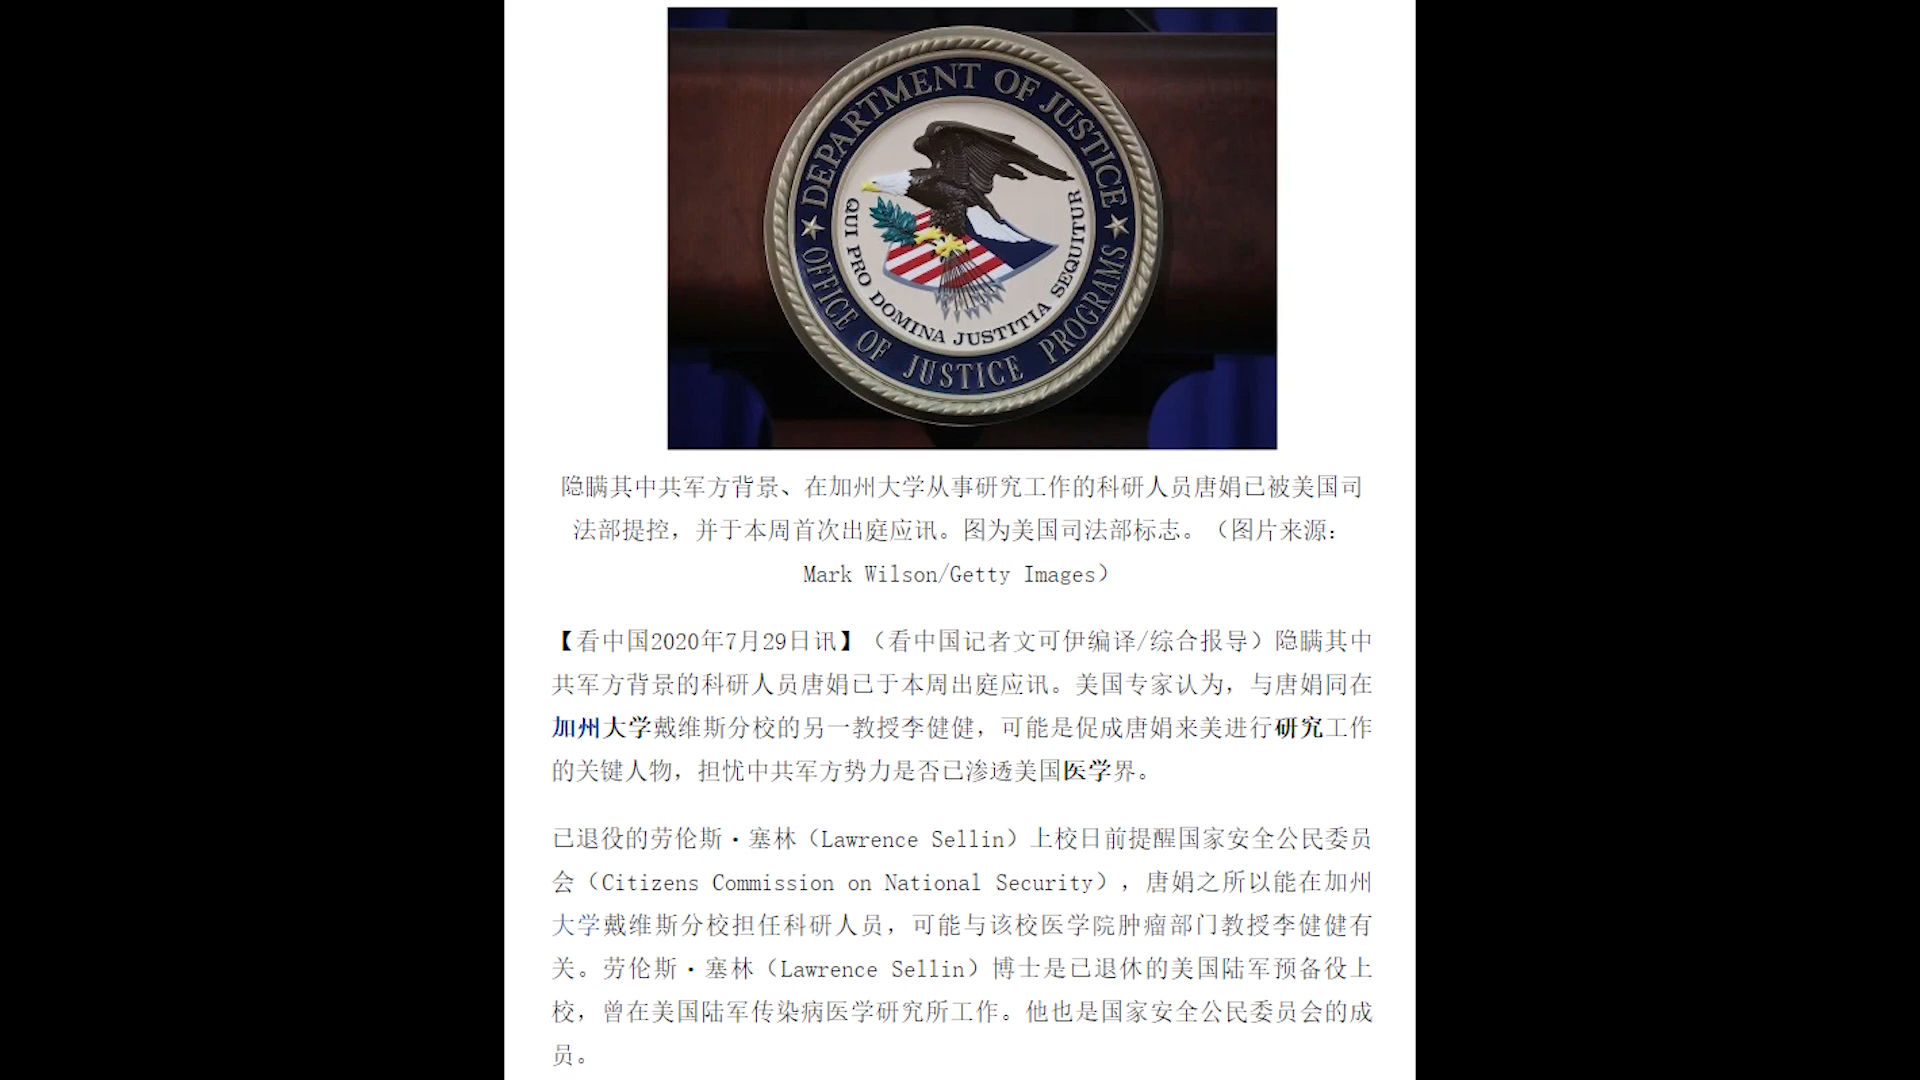 DEPARTMENT OF JUSTICE
QUI PRO DOMINA JUSTITIA SEQUITUR
OFFICE OF JUSTICE PROGRAMS
隐瞒其中共军方背景、在加州大学从事研究工作的科研人员唐娟已被美国司
法部提控，并于本周首次出庭应讯。图为美国司法部标志。（图片来源：
Mark Wilson/Getty Images）
【看中国2020年7月29日讯】（看中国记者文可伊编译/综合报导）隐瞒其中
共军方背景的科研人员唐娟已于本周出庭应讯。美国专家认为，与唐娟同在
加州大学戴维斯分校的另一教授李健健，可能是促成唐娟来美进行研究工作
的关键人物，担忧中共军方势力是否已渗透美国医学界。
已退役的劳伦斯·塞林（Lawrence Sellin）上校日前提醒国家安全公民委员
会（Citizens Commission on National Security），唐娟之所以能在加州
大学戴维斯分校担任科研人员，可能与该校医学院肿瘤部门教授李健健有
关。劳伦斯·塞林（Lawrence Sellin）博士是已退休的美国陆军预备役上
校，曾在美国陆军传染病医学研究所工作。他也是国家安全公民委员会的成
员。